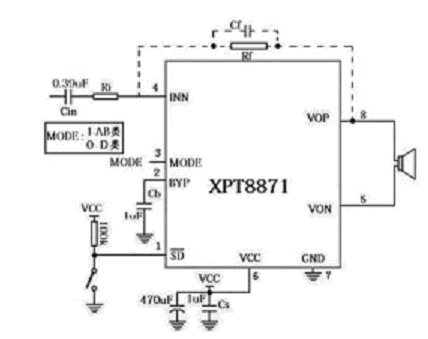 Cf
Rf
0.39uF
Ri
4
INN
Cin
MODE:
1-AB类
0 D类
VOP
8
3
MODE
MODE
2
BYP
XPT8871
Cb
1uF
VCC
100k
1
SD
VON
5
VCC
GND
6
7
VCC
470uF
1uF
Cs